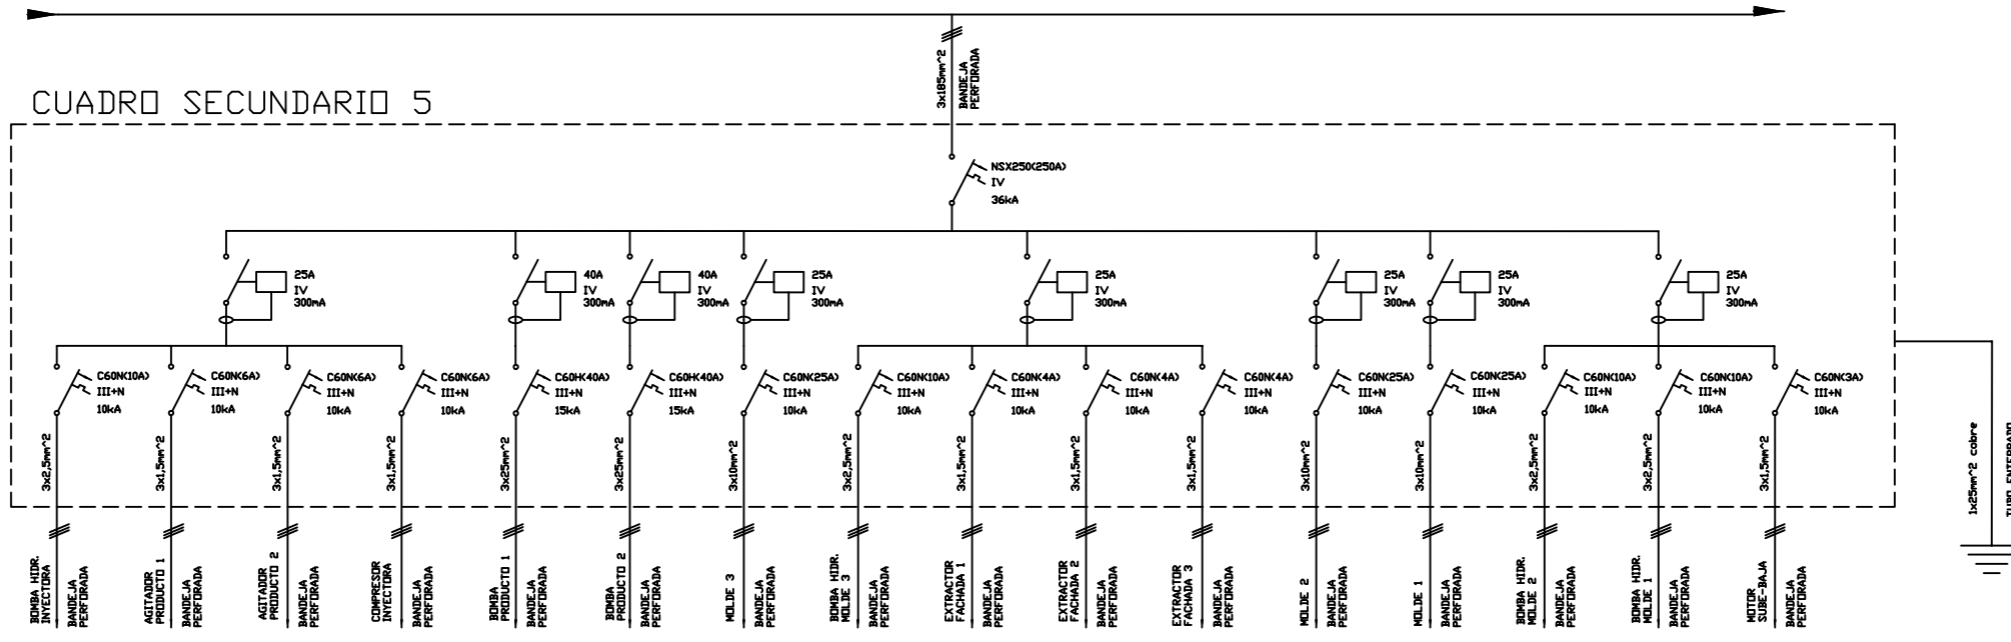 3x185mm^2
BANDEJA
PERFORADA
CUADRO SECUNDARIO 5
NSX250(250A)
IV
36kA
25A
IV
300mA
40A
IV
300mA
40A
IV
300mA
25A
IV
300mA
25A
IV
300mA
25A
IV
300mA
25A
IV
300mA
25A
IV
300mA
C60N(10A)
III+N
10kA
C60N(6A)
III+N
10kA
C60N(6A)
III+N
10kA
C60N(6A)
III+N
10kA
C60H(40A)
III+N
15kA
C60H(40A)
III+N
15kA
C60N(25A)
III+N
10kA
C60N(10A)
III+N
10kA
C60N(4A)
III+N
10kA
C60N(4A)
III+N
10kA
C60N(4A)
III+N
10kA
C60N(25A)
III+N
10kA
C60N(25A)
III+N
10kA
C60N(10A)
III+N
10kA
C60N(10A)
III+N
10kA
C60N(3A)
III+N
10kA
3x2,5mm^2
3x1,5mm^2
3x1,5mm^2
3x1,5mm^2
3x25mm^2
3x25mm^2
3x10mm^2
3x2,5mm^2
3x1,5mm^2
3x1,5mm^2
3x1,5mm^2
3x10mm^2
3x10mm^2
3x2,5mm^2
3x2,5mm^2
3x1,5mm^2
1x25mm^2 cobre
TUBO ENTERRADO
BOMBA HIDR.
INYECTORA
BANDEJA
PERFORADA
AGITADOR
PRODUCTO 1
BANDEJA
PERFORADA
AGITADOR
PRODUCTO 2
BANDEJA
PERFORADA
COMPRESOR
INYECTORA
BANDEJA
PERFORADA
BOMBA
PRODUCTO 1
BANDEJA
PERFORADA
BOMBA
PRODUCTO 2
BANDEJA
PERFORADA
MOLDE 3
BANDEJA
PERFORADA
BOMBA HIDR.
MOLDE 3
BANDEJA
PERFORADA
EXTRACTOR
FACHADA 1
BANDEJA
PERFORADA
EXTRACTOR
FACHADA 2
BANDEJA
PERFORADA
EXTRACTOR
FACHADA 3
BANDEJA
PERFORADA
MOLDE 2
BANDEJA
PERFORADA
MOLDE 1
BANDEJA
PERFORADA
BOMBA HIDR.
MOLDE 2
BANDEJA
PERFORADA
BOMBA HIDR.
MOLDE 1
BANDEJA
PERFORADA
MOTOR
SUBE-BAJA
BANDEJA
PERFORADA